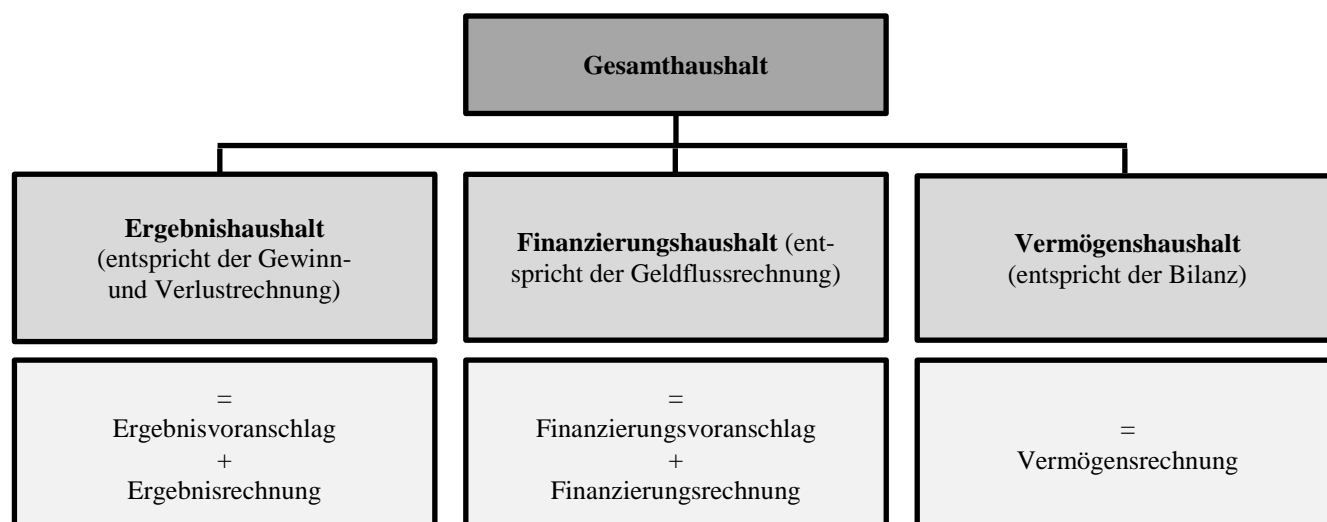 Gesamthaushalt
Ergebnishaushalt
(entspricht der Gewinn-
und Verlustrechnung)
Finanzierungshaushalt (ent-
spricht der Geldflussrechnung)
Vermögenshaushalt
(entspricht der Bilanz)
=
Ergebnisvoranschlag
+
Ergebnisrechnung
=
Finanzierungsvoranschlag
+
Finanzierungsrechnung
=
Vermögensrechnung